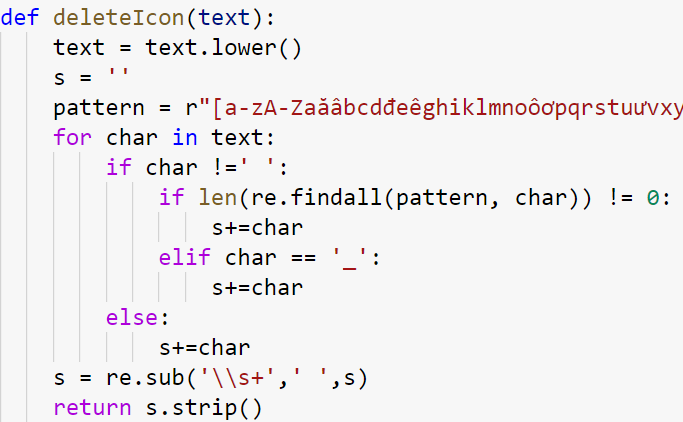 def deleteIcon(text):
    text = text.lower()
    s = ''
    pattern = r"[a-zA-Zaăâbcdđeêghiklmnoôơpqrstuưvxy
    for char in text:
        if char !=' ':
            if len(re.findall(pattern, char)) != 0:
                s+=char
            elif char == '_':
                s+=char
        else:
            s+=char
    s = re.sub('\\s+',' ',s)
    return s.strip()